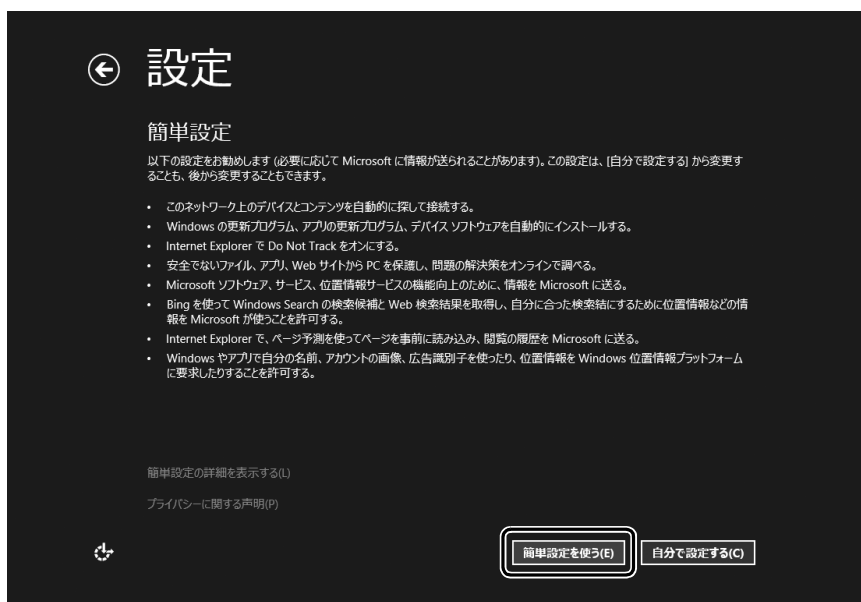 設定
簡単設定
以下の設定をお勧めします (必要に応じて Microsoft に情報が送られることがあります)。この設定は、[自分で設定する] から変更す
ることも、後から変更することもできます。
• このネットワーク上のデバイスとコンテンツを自動的に探して接続する。
• Windows の更新プログラム、アプリの更新プログラム、デバイス ソフトウェアを自動的にインストールする。
• Internet Explorer で Do Not Track をオンにする。
• 安全でないファイル、アプリ、Web サイトから PC を保護し、問題の解決策をオンラインで調べる。
• Microsoft ソフトウェア、サービス、位置情報サービスの機能向上のために、情報を Microsoft に送る。
• Bing を使って Windows Search の検索候補と Web 検索結果を取得し、自分に合った検索結にするために位置情報などの情
報を Microsoft が使うことを許可する。
• Internet Explorer で、ページ予測を使ってページを事前に読み込み、閲覧の履歴を Microsoft に送る。
• Windows やアプリで自分の名前、アカウントの画像、広告識別子を使ったり、位置情報を Windows 位置情報プラットフォーム
に要求したりすることを許可する。
簡単設定の詳細を表示する(L)
プライバシーに関する声明(P)
簡単設定を使う(E)
自分で設定する(C)